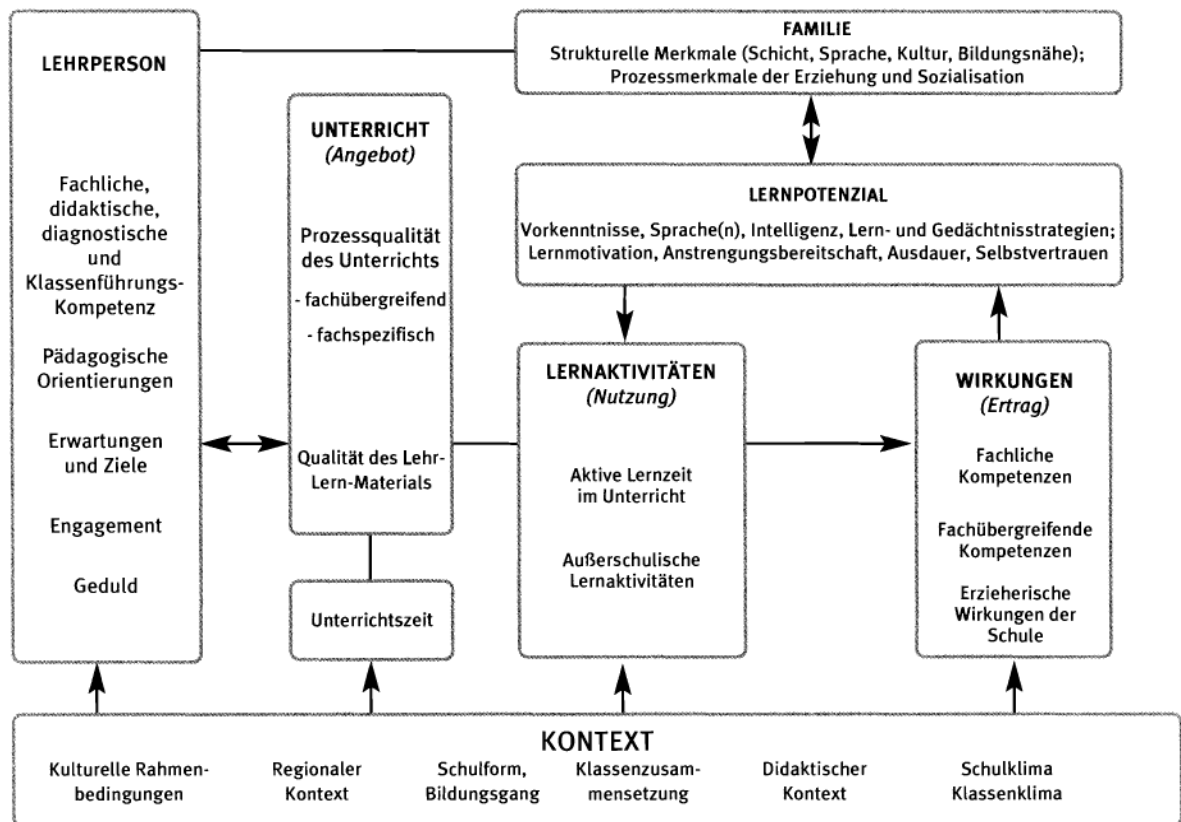 LEHRPERSON
Fachliche,
didaktische,
diagnostische
und
Klassenführungs-
Kompetenz
Pädagogische
Orientierungen
Erwartungen
und Ziele
Engagement
Geduld
UNTERRICHT
(Angebot)
Prozessqualität
des Unterrichts
- fachübergreifend
- fachspezifisch
Qualität des Lehr-
Lern-Materials
Unterrichtszeit
FAMILIE
Strukturelle Merkmale (Schicht, Sprache, Kultur, Bildungsnähe);
Prozessmerkmale der Erziehung und Sozialisation
LERNPOTENZIAL
Vorkenntnisse, Sprache(n), Intelligenz, Lern- und Gedächtnisstrategien;
Lernmotivation, Anstrengungsbereitschaft, Ausdauer, Selbstvertrauen
LERNAKTIVITÄTEN
(Nutzung)
Aktive Lernzeit
im Unterricht
Außerschulische
Lernaktivitäten
WIRKUNGEN
(Ertrag)
Fachliche
Kompetenzen
Fachübergreifende
Kompetenzen
Erzieherische
Wirkungen der
Schule
KONTEXT
Kulturelle Rahmen-
bedingungen
Regionaler
Kontext
Schulform,
Bildungsgang
Klassenzusam-
mensetzung
Didaktischer
Kontext
Schulklima
Klassenklima